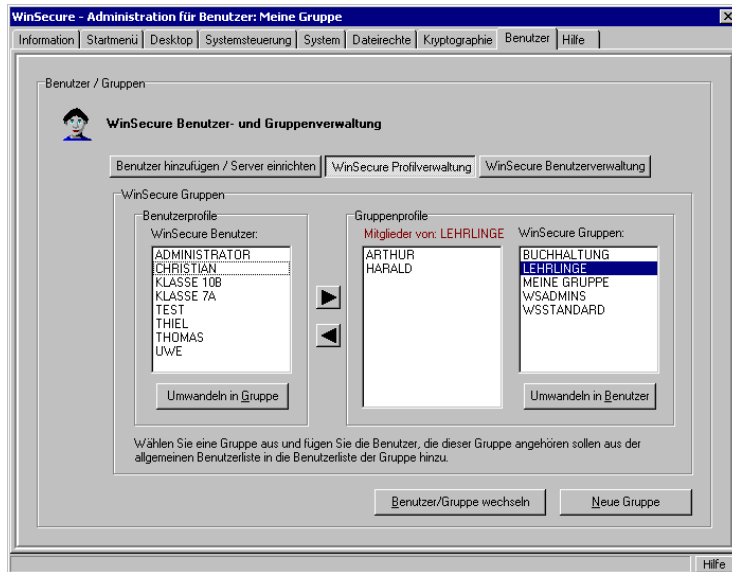 WinSecure - Administration für Benutzer: Meine Gruppe
Information Startmenü Desktop Systemsteuerung System Dateirechte Kryptographie Benutzer Hilfe
Benutzer / Gruppen
WinSecure Benutzer- und Gruppenverwaltung
Benutzer hinzufügen / Server einrichten WinSecure Profilverwaltung WinSecure Benutzerverwaltung
WinSecure Gruppen
Benutzerprofile
WinSecure Benutzer:
ADMINISTRATOR
CHRISTIAN
KLASSE 10B
KLASSE 7A
TEST
THIEL
THOMAS
UWE
Umwandeln in Gruppe
Gruppenprofile
Mitglieder von: LEHRLINGE
ARTHUR
HARALD
WinSecure Gruppen:
BUCHHALTUNG
LEHRLINGE
MEINE GRUPPE
WSADMINS
WSSTANDARD
Umwandeln in Benutzer
Wählen Sie eine Gruppe aus und fügen Sie die Benutzer, die dieser Gruppe angehören sollen aus der
allgemeinen Benutzerliste in die Benutzerliste der Gruppe hinzu.
Benutzer/Gruppe wechseln Neue Gruppe
Hilfe